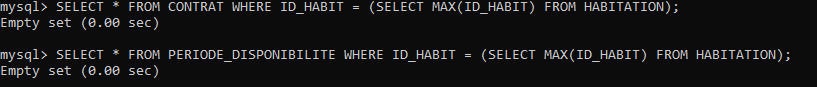 mysql> SELECT * FROM CONTRAT WHERE ID_HABIT = (SELECT MAX(ID_HABIT) FROM HABITATION);
Empty set (0.00 sec)
mysql> SELECT * FROM PERIODE_DISPONIBILITE WHERE ID_HABIT = (SELECT MAX(ID_HABIT) FROM HABITATION);
Empty set (0.00 sec)